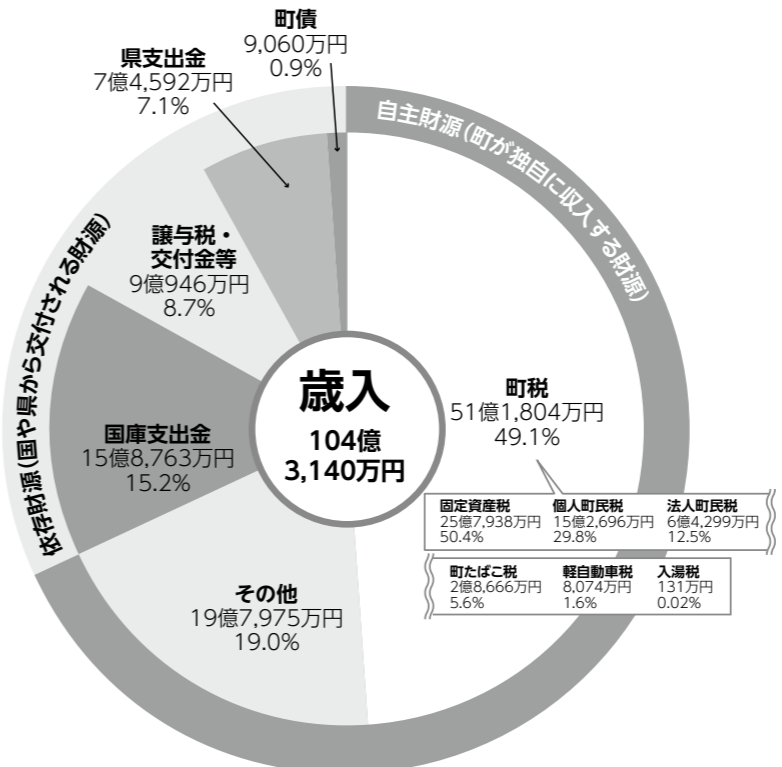 町債
9,060万円
0.9%
県支出金
7億4,592万円
7.1%
自主財源(町が独自に収入する財源)
依存財源(国や県から交付される財源)
譲与税・
交付金等
9億946万円
8.7%
歳入
104億
3,140万円
町税
51億1,804万円
49.1%
国庫支出金
15億8,763万円
15.2%
固定資産税 個人町民税 法人町民税
25億7,938万円 15億2,696万円 6億4,299万円
50.4% 29.8% 12.5%
町たばこ税 軽自動車税 入湯税
2億8,666万円 8,074万円 131万円
5.6% 1.6% 0.02%
その他
19億7,975万円
19.0%